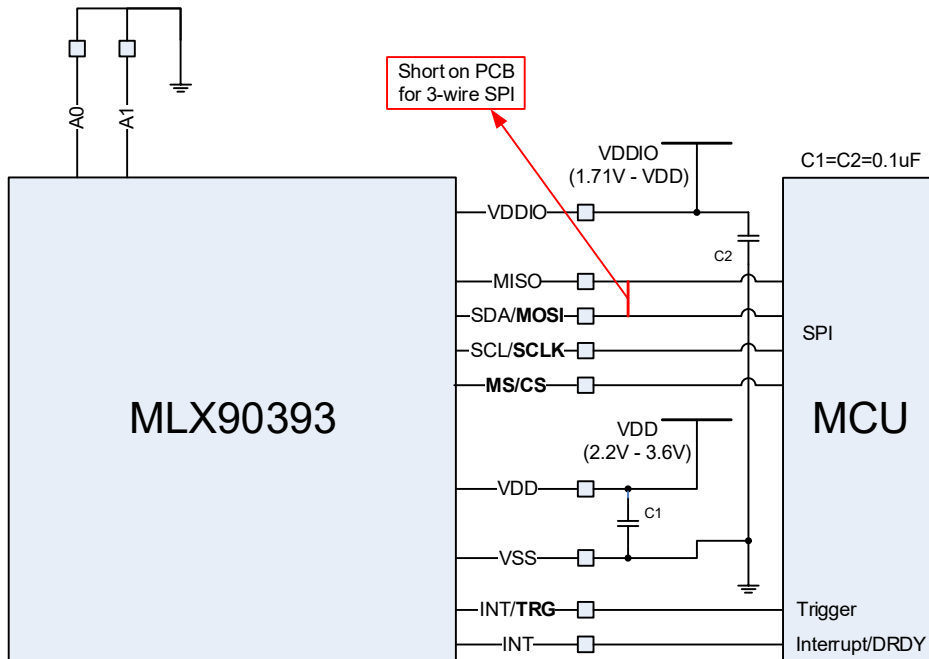 A0
A1
Short on PCB
for 3-wire SPI
VDDIO
(1.71V - VDD)
C1=C2=0.1uF
VDDIO
C2
MISO
SDA/MOSI
SCL/SCLK
SPI
MS/CS
MLX90393
MCU
VDD
(2.2V - 3.6V)
VDD
C1
VSS
INT/TRG
Trigger
INT
Interrupt/DRDY